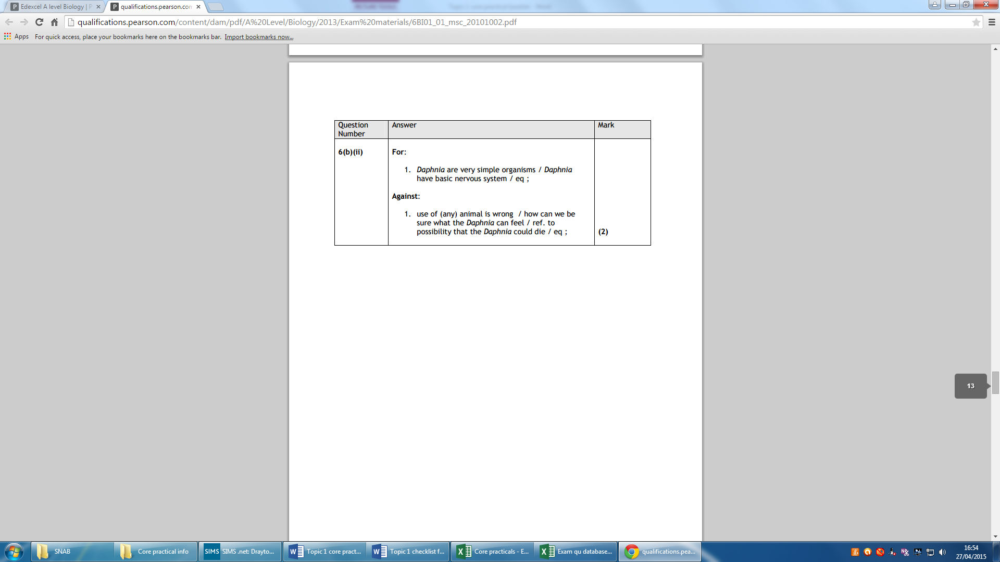 Edexcel A level Biology | P
qualifications.pearson.con
qualifications.pearson.com/content/dam/pdf/A%20Level/Biology/2013/Exam%20materials/6BI01_01_msc_20101002.pdf
Apps For quick access, place your bookmarks here on the bookmarks bar. Import bookmarks now...
Question Number
Answer
Mark
6(b)(ii)
For:
1. Daphnia are very simple organisms / Daphnia
have basic nervous system / eq ;
Against:
1. use of (any) animal is wrong / how can we be
sure what the Daphnia can feel / ref. to
possibility that the Daphnia could die / eq ;
(2)
13
SNAB
Core practical info
SIMS SIMS .net: Drayto...
Topic 1 core pract...
Topic 1 checklist f...
Core practicals - E...
Exam qu database...
qualifications.pea...
16:54
27/04/2015